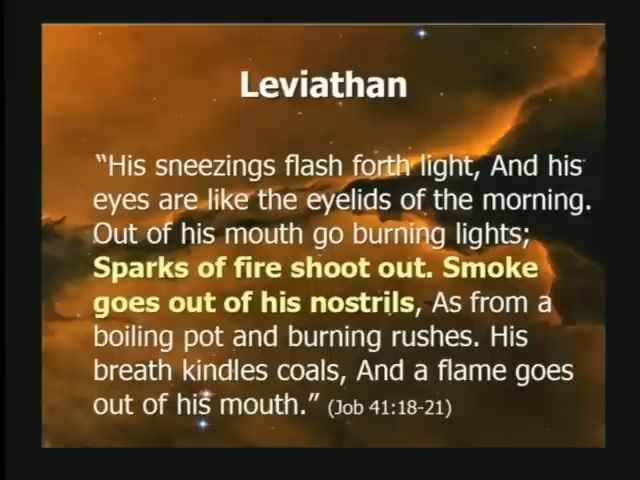 Leviathan
“His sneezings flash forth light, And his
eyes are like the eyelids of the morning.
Out of his mouth go burning lights;
Sparks of fire shoot out. Smoke
goes out of his nostrils, As from a
boiling pot and burning rushes. His
breath kindles coals, And a flame goes
out of his mouth.” (Job 41:18-21)